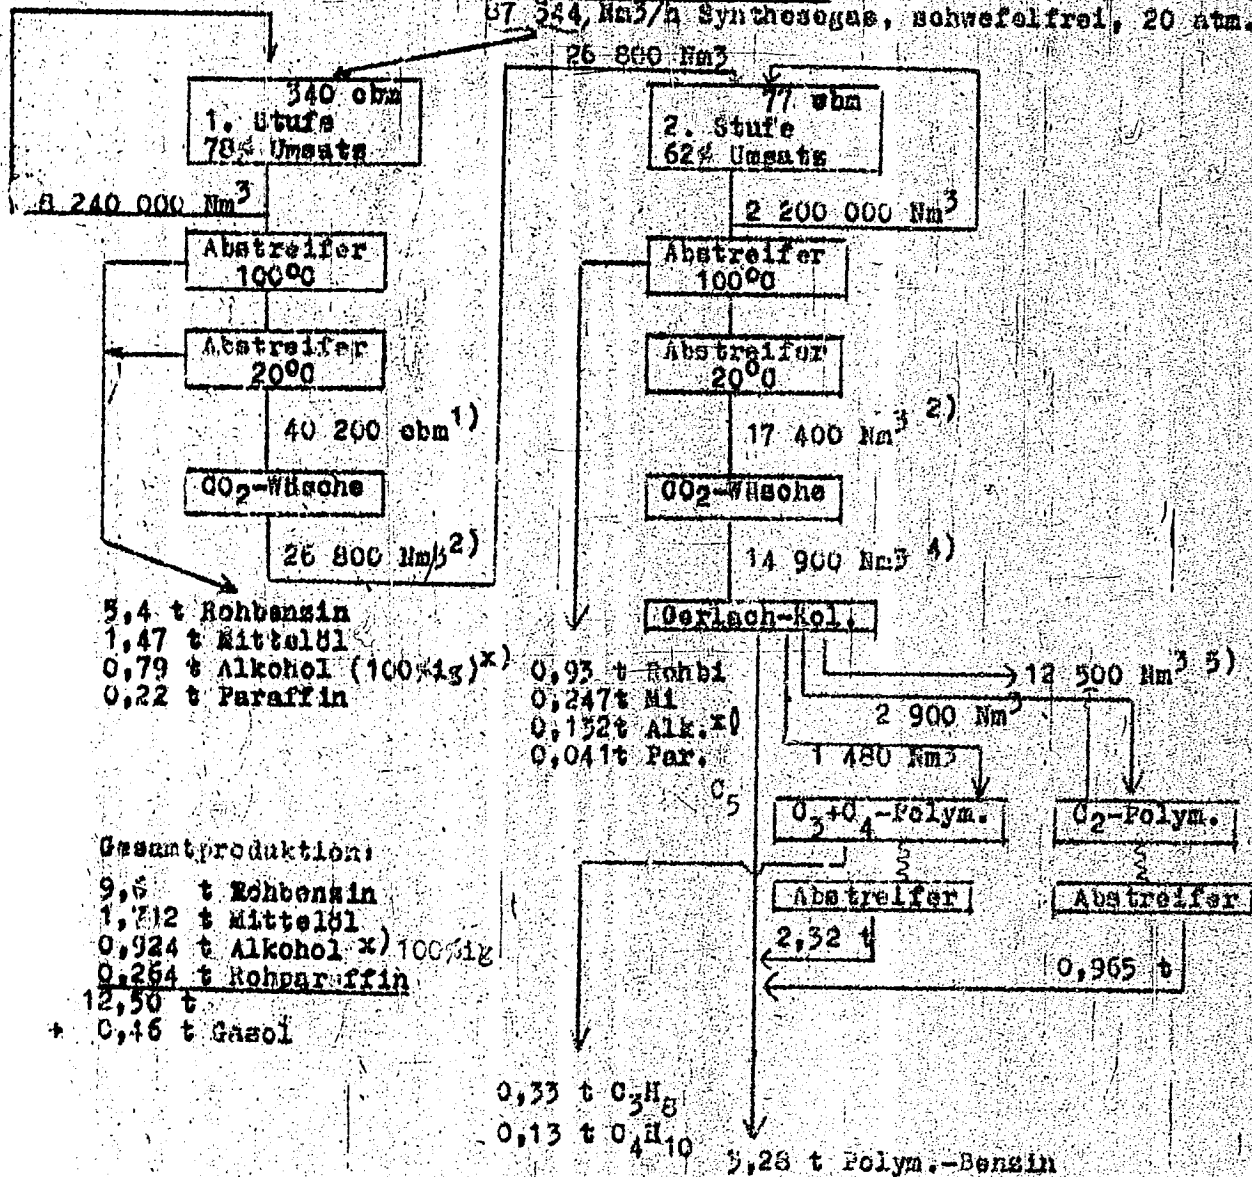 87 544 Nm3/h Synthesegas, schwefelfrei, 20 atm.
26 800 Nm3
340 cbm
1. Stufe
78% Umsatz
8 240 000 Nm3
Abstreifer
100°C
Abstreifer
20°C
40 200 cbm1)
CO2-Wäsche
26 800 Nm3 2)
5,4 t Rohbenzin
1,47 t Mittelöl
0,79 t Alkohol (100%ig)x)
0,22 t Paraffin
77 cbm
2. Stufe
62% Umsatz
2 200 000 Nm3
Abstreifer
100°C
Abstreifer
20°C
17 400 Nm3 2)
CO2-Wäsche
14 900 Nm3 4)
Gerlach-Kol.
0,93 t Rohbi
0,247t Mi
0,132t Alk.x)
0,041t Par.
12 500 Nm3 5)
2 900 Nm3
1 480 Nm3
C5
C3+C4-Polym.
C2-Polym.
Abstreifer
Abstreifer
2,32 t
0,965 t
Gesamtproduktion:
9,6 t Rohbenzin
1,712 t Mittelöl
0,924 t Alkohol x) 100%ig
0,264 t Rohparaffin
12,50 t
+ 0,46 t Gasol
0,33 t C3H8
0,13 t C4H10
3,28 t Polym.-Benzin